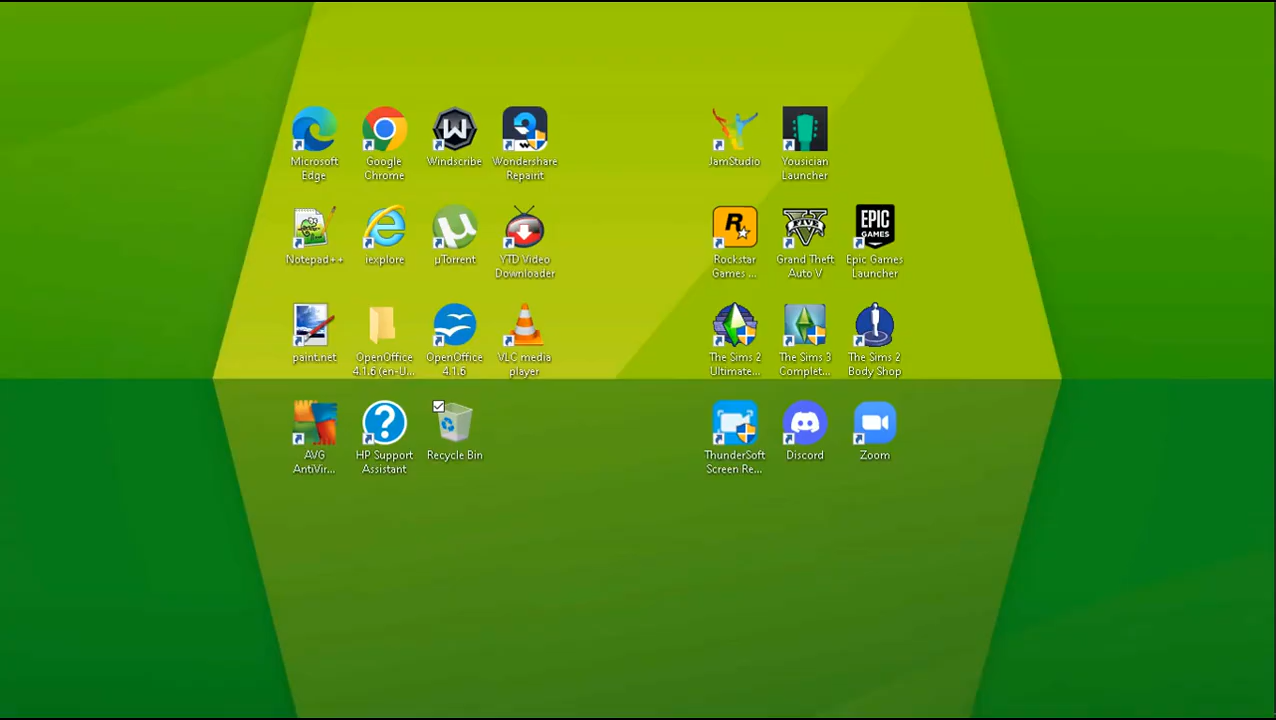 Microsoft Edge
Google Chrome
Windscribe
Wondershare Repairit
JamStudio
Yousician Launcher
Notepad++
iexplore
µTorrent
YTD Video Downloader
Rockstar Games ...
Grand Theft Auto V
EPIC GAMES
Epic Games Launcher
paint.net
OpenOffice 4.1.6 (en-U...
OpenOffice 4.1.6
VLC media player
The Sims 2 Ultimate...
The Sims 3 Complet...
The Sims 2 Body Shop
AVG AntiVir...
HP Support Assistant
Recycle Bin
ThunderSoft Screen Re...
Discord
Zoom